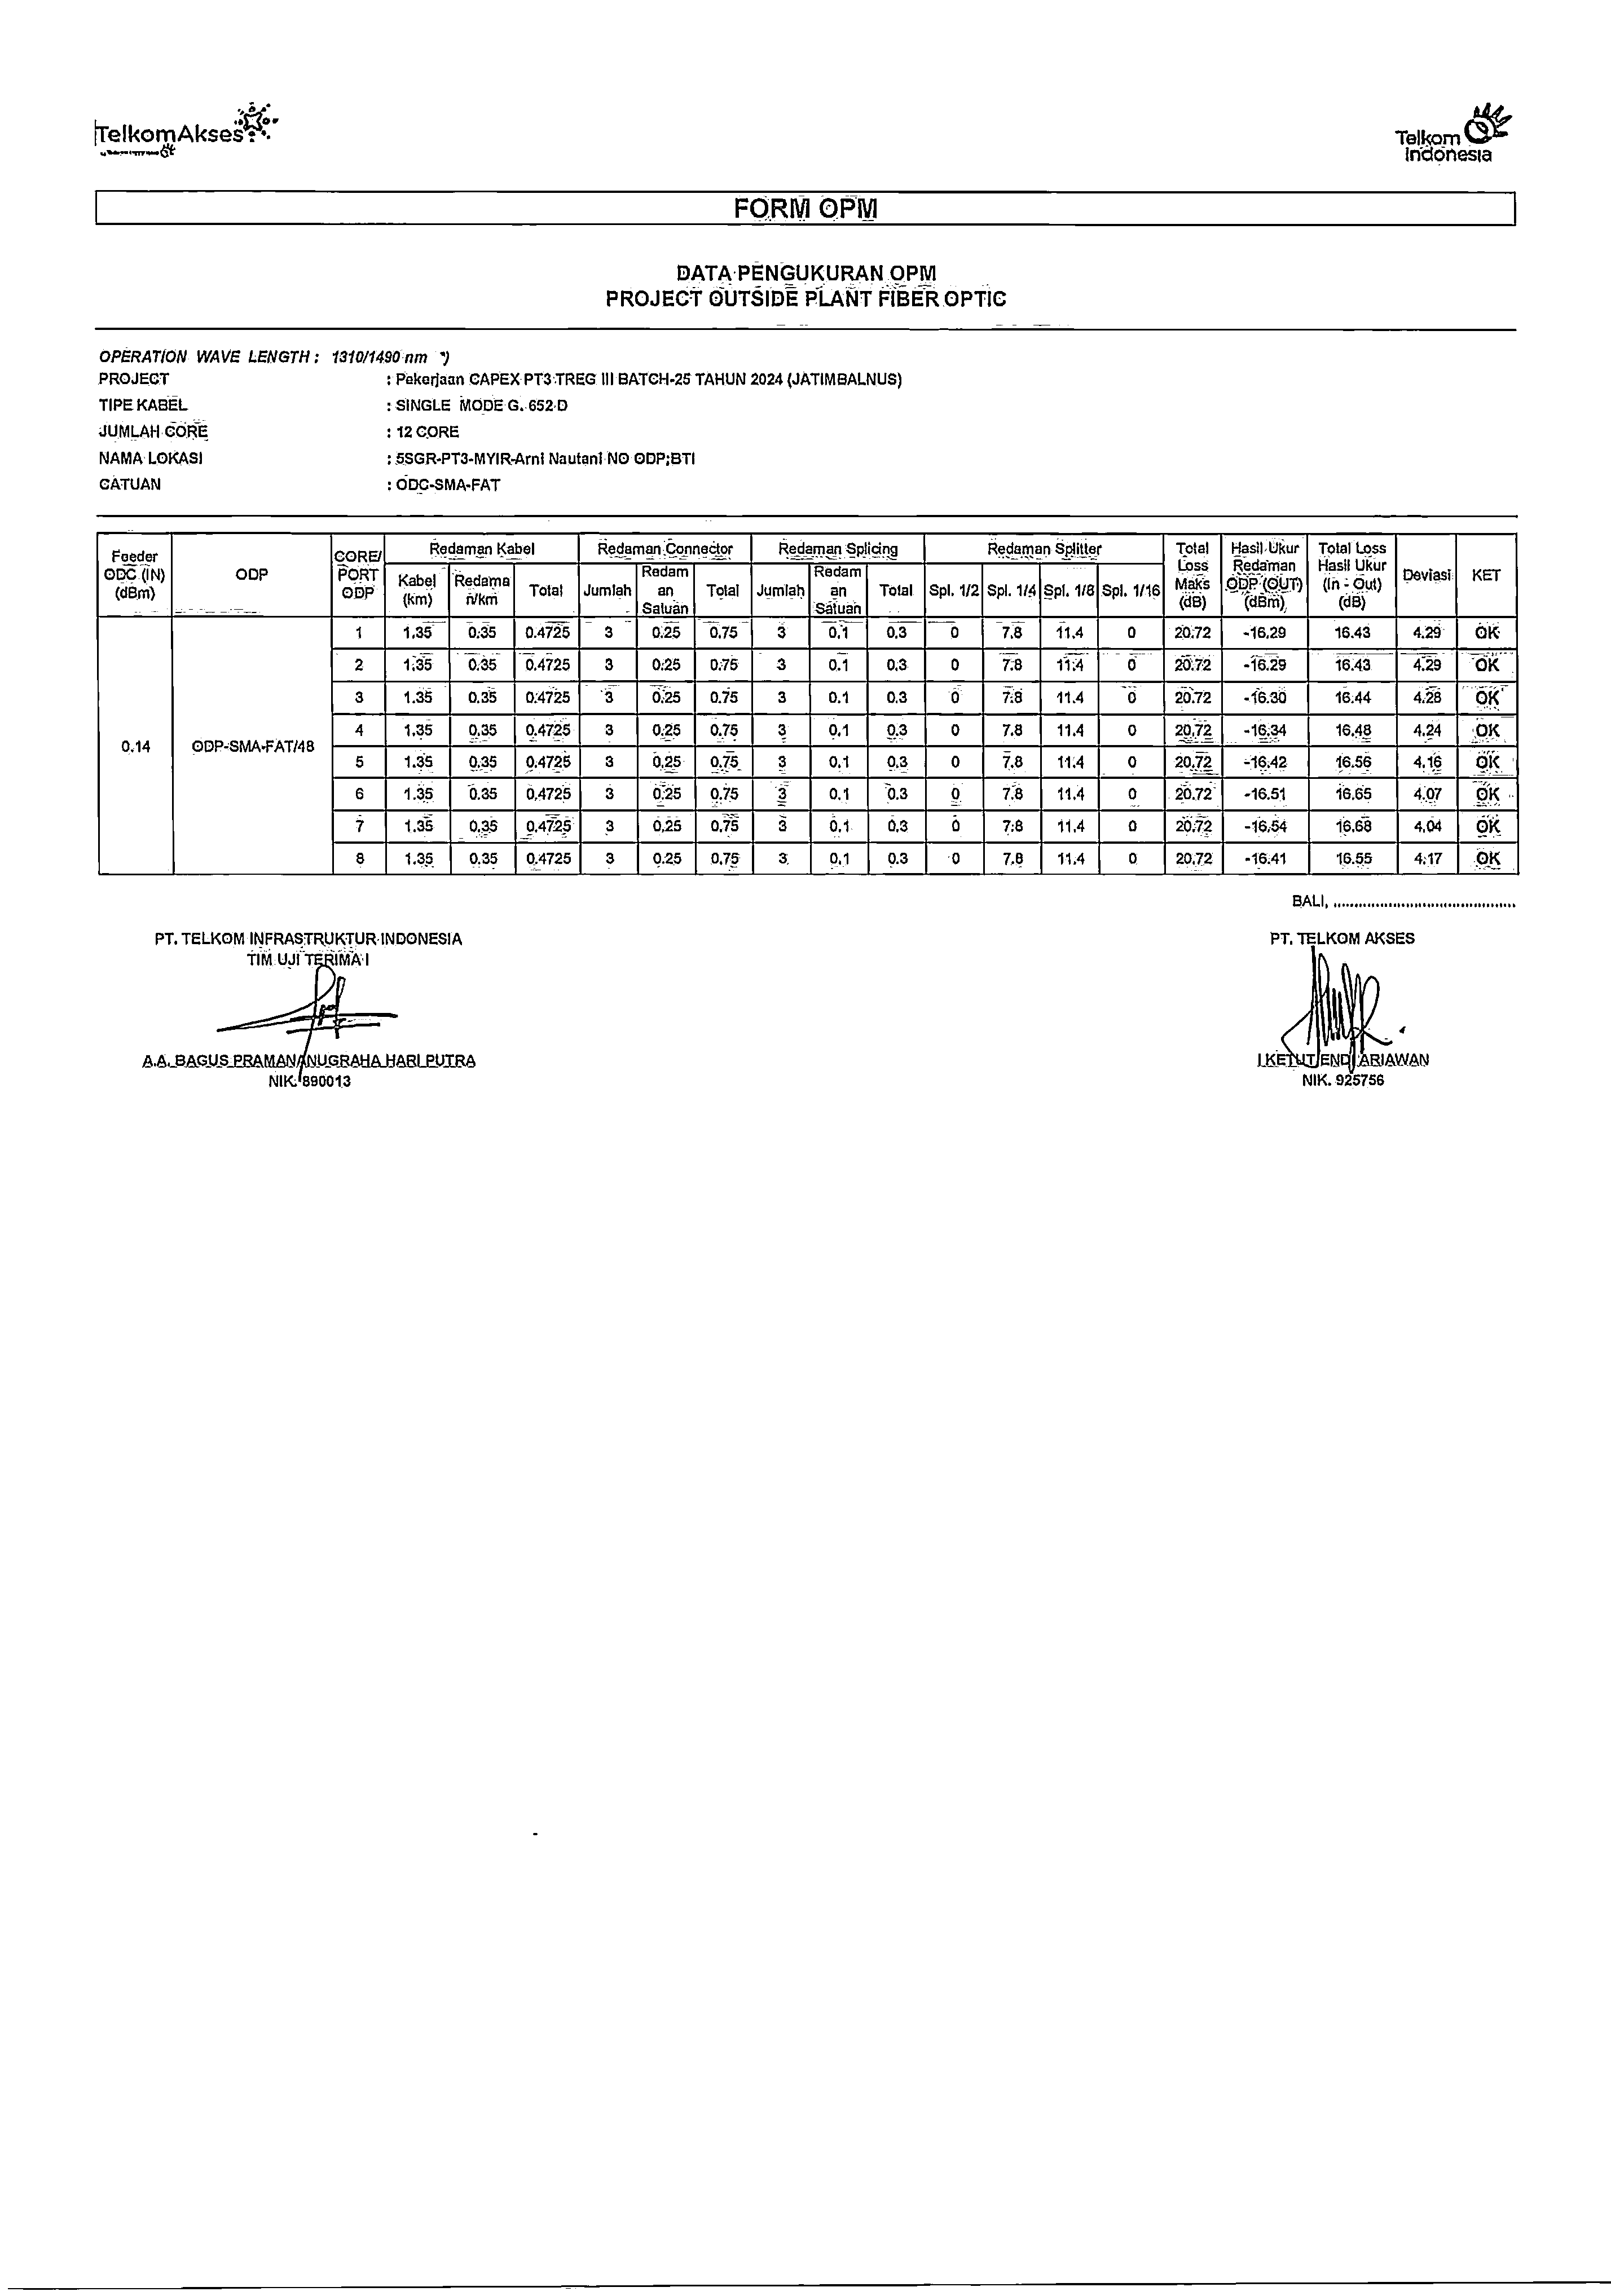 TelkomAkses
Telkom
Indonesia
FORM OPM
DATA PENGUKURAN OPM
PROJECT OUTSIDE PLANT FIBER OPTIC
OPERATION WAVE LENGTH : 1310/1490 nm *)
PROJECT : Pekerjaan CAPEX PT3 TREG III BATCH-25 TAHUN 2024 (JATIMBALNUS)
TIPE KABEL : SINGLE MODE G. 652 D
JUMLAH CORE : 12 CORE
NAMA LOKASI : 5SGR-PT3-MYIR-Arni Nautani NO ODP;BTI
CATUAN : ODC-SMA-FAT
Feeder ODC (IN) (dBm) ODP CORE/ PORT ODP Redaman Kabel Redaman Connector Redaman Splicing Redaman Splitter Total Loss Maks (dB) Hasil Ukur Redaman ODP (OUT) (dBm) Total Loss Hasil Ukur (In - Out) (dB) Deviasi KET
Kabel (km) Redama n/km Total Jumlah Redam an Satuan Total Jumlah Redam an Satuan Total Spl. 1/2 Spl. 1/4 Spl. 1/8 Spl. 1/16
1 1.35 0.35 0.4725 3 0.25 0.75 3 0.1 0.3 0 7.8 11.4 0 20.72 -16.29 16.43 4.29 OK
2 1.35 0.35 0.4725 3 0.25 0.75 3 0.1 0.3 0 7.8 11.4 0 20.72 -16.29 16.43 4.29 OK
3 1.35 0.35 0.4725 3 0.25 0.75 3 0.1 0.3 0 7.8 11.4 0 20.72 -16.30 16.44 4.28 OK
4 1.35 0.35 0.4725 3 0.25 0.75 3 0.1 0.3 0 7.8 11.4 0 20.72 -16.34 16.48 4.24 OK
0.14 ODP-SMA-FAT/48
5 1.35 0.35 0.4725 3 0.25 0.75 3 0.1 0.3 0 7.8 11.4 0 20.72 -16.42 16.56 4.16 OK
6 1.35 0.35 0.4725 3 0.25 0.75 3 0.1 0.3 0 7.8 11.4 0 20.72 -16.51 16.65 4.07 OK
7 1.35 0.35 0.4725 3 0.25 0.75 3 0.1 0.3 0 7.8 11.4 0 20.72 -16.54 16.68 4.04 OK
8 1.35 0.35 0.4725 3 0.25 0.75 3 0.1 0.3 0 7.8 11.4 0 20.72 -16.41 16.55 4.17 OK
BALI, ..........................................
PT. TELKOM INFRASTRUKTUR INDONESIA
TIM UJI TERIMA I
A.A. BAGUS PRAMANANUGRAHA HARI PUTRA
NIK. 890013
PT. TELKOM AKSES
I KETUT ENDI ARIAWAN
NIK. 925756